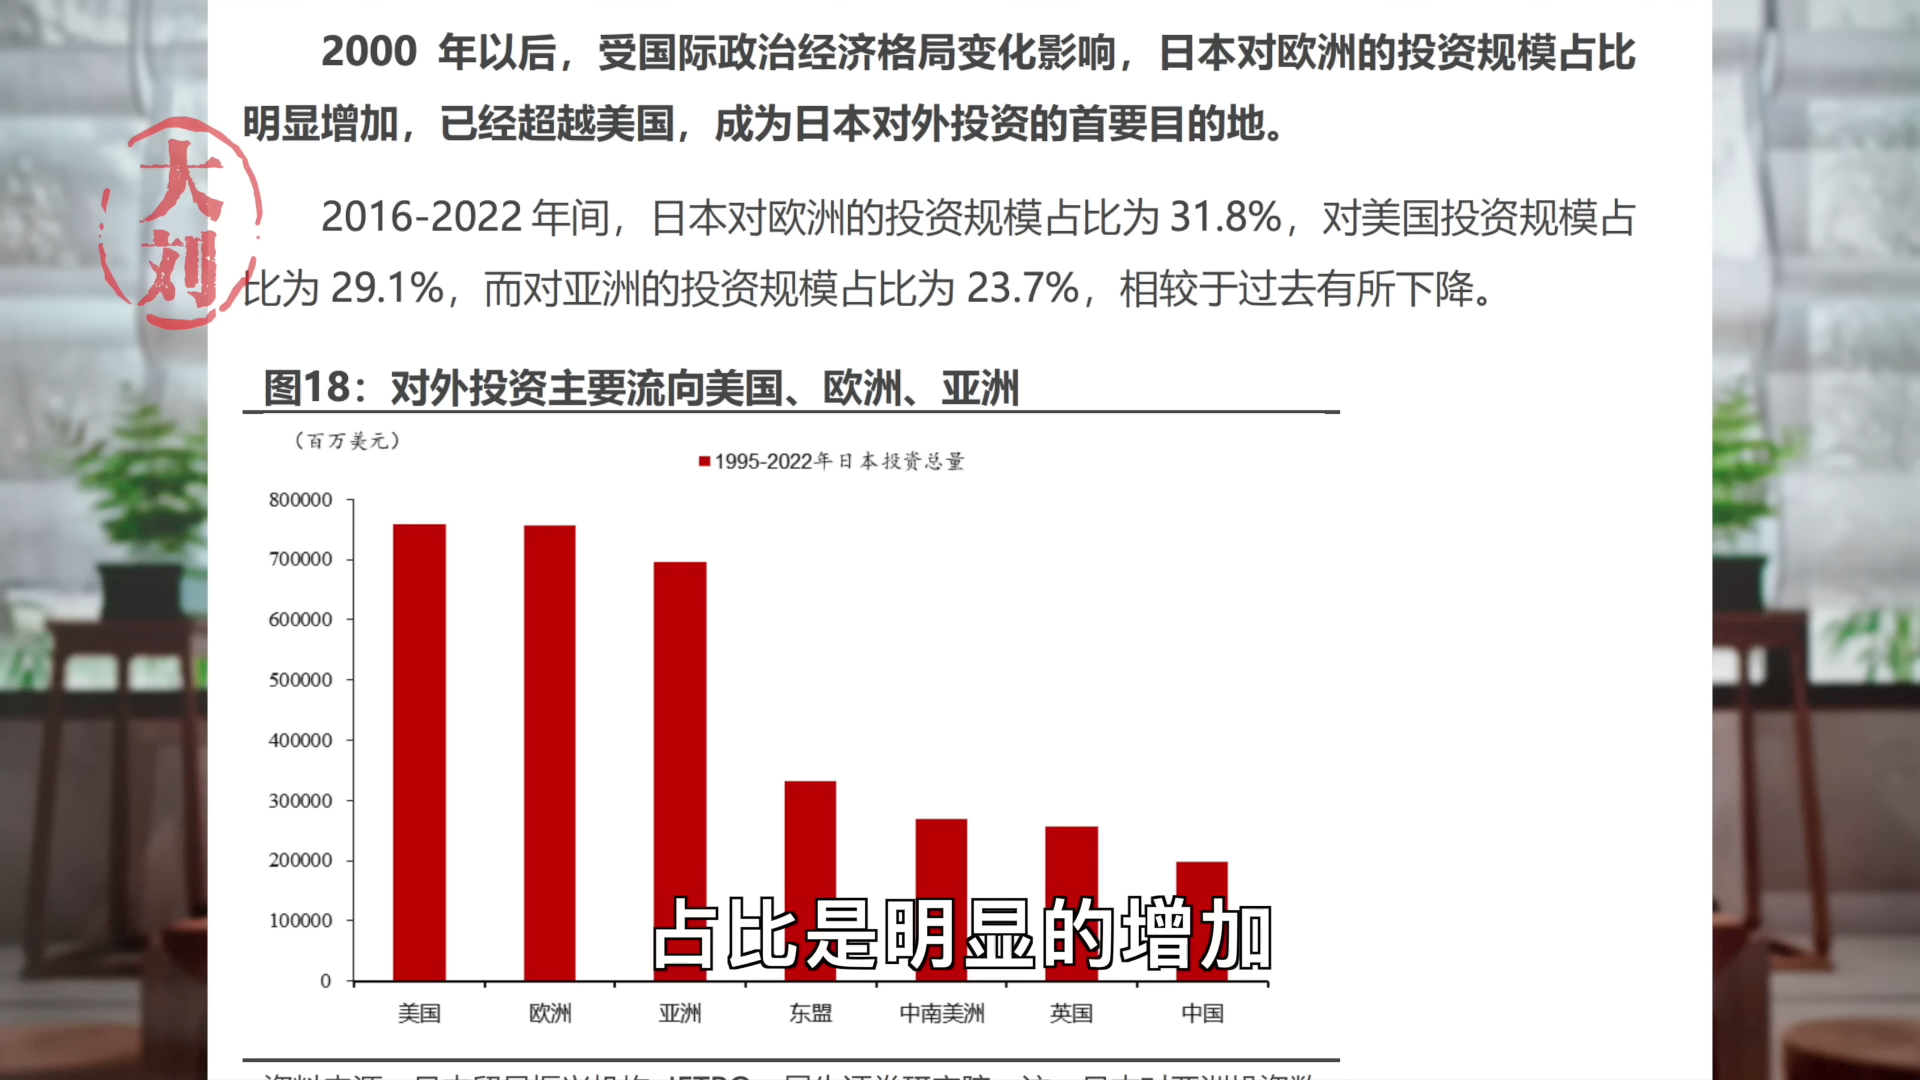 2000 年以后，受国际政治经济格局变化影响，日本对欧洲的投资规模占比
明显增加，已经超越美国，成为日本对外投资的首要目的地。
大刘
2016-2022 年间，日本对欧洲的投资规模占比为 31.8%，对美国投资规模占
比为 29.1%，而对亚洲的投资规模占比为 23.7%，相较于过去有所下降。
图18：对外投资主要流向美国、欧洲、亚洲
（百万美元）
1995-2022年日本投资总量
800000
700000
600000
500000
400000
300000
200000
100000
0
占比是明显的增加
美国 欧洲 亚洲 东盟 中南美洲 英国 中国